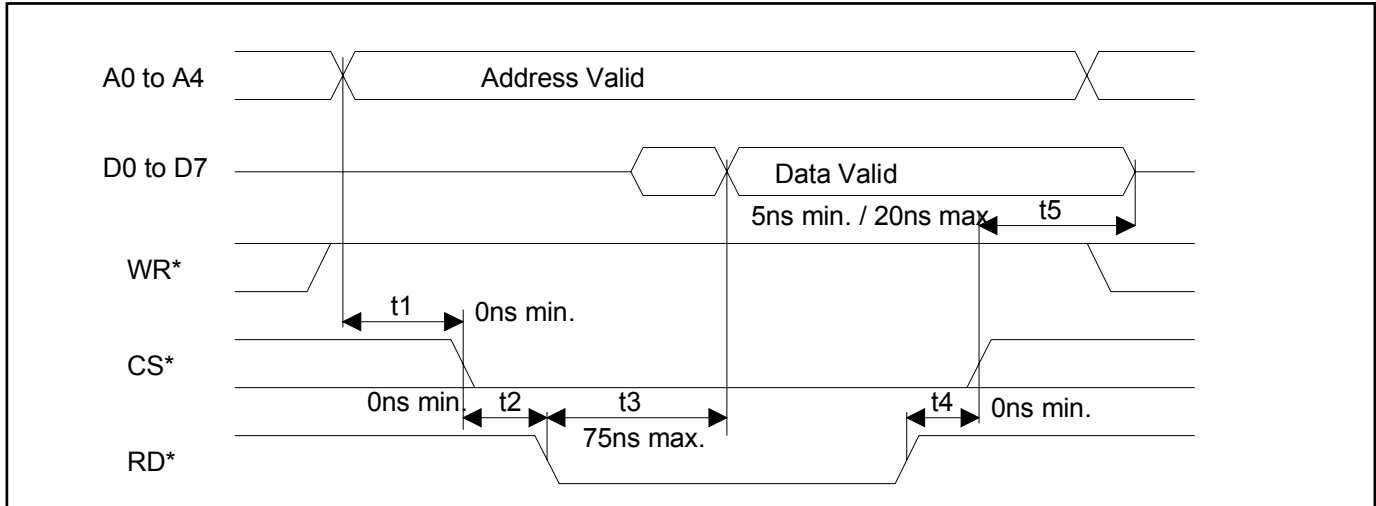 A0 to A4
Address Valid
D0 to D7
Data Valid
5ns min. / 20ns max.
t5
WR*
t1
0ns min.
CS*
0ns min.
t2
t3
t4
0ns min.
75ns max.
RD*